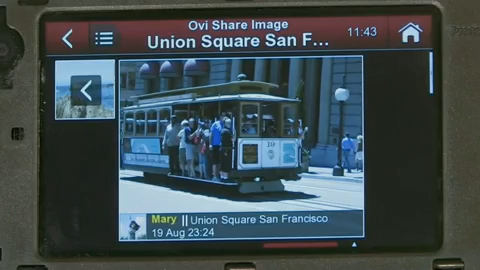 Ovi Share Image
Union Square San F...
11:43
Mary || Union Square San Francisco
19 Aug 23:24